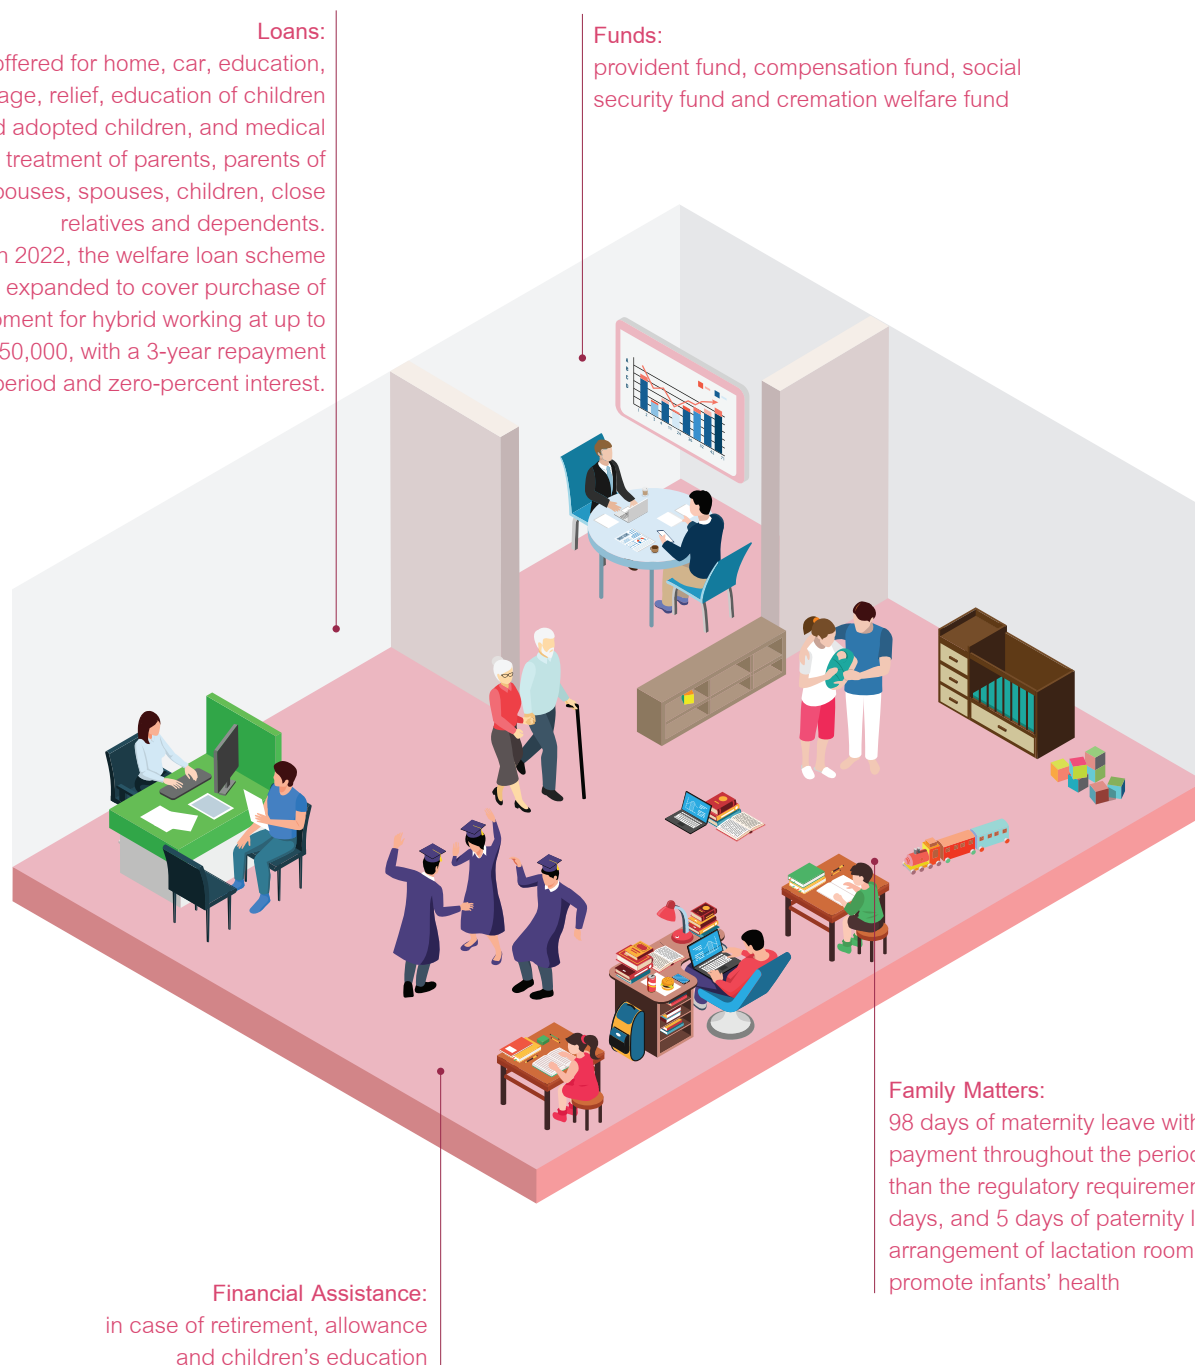 Loans:
offered for home, car, education,
relief, education of children
adopted children, and medical
treatment of parents, parents of
spouses, children, close
relatives and dependents.
2022, the welfare loan scheme
expanded to cover purchase of
for hybrid working at up to
50,000, with a 3-year repayment
period and zero-percent interest.
Funds:
provident fund, compensation fund, social
security fund and cremation welfare fund
Family Matters:
98 days of maternity leave with
payment throughout the period
than the regulatory
days, and 5 days of paternity
arrangement of lactation room
promote infants’ health
Financial Assistance:
in case of retirement, allowance
and children’s education